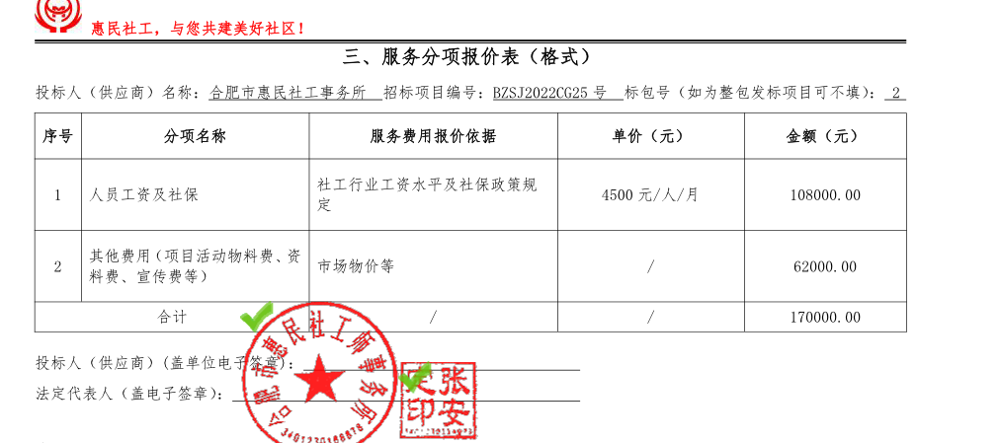 惠民社工，与您共建美好社区！
三、服务分项报价表（格式）
投标人（供应商）名称：合肥市惠民社工事务所 招标项目编号：BZSJ2022CG25 号 标包号（如为整包发标项目可不填）：2
序号 分项名称 服务费用报价依据 单价（元） 金额（元）
1 人员工资及社保 社工行业工资水平及社保政策规定 4500 元/人/月 108000.00
2 其他费用（项目活动物料费、资料费、宣传费等） 市场物价等 / 62000.00
合计 / / 170000.00
投标人（供应商）(盖单位电子签章)：
法定代表人（盖电子签章）：
合肥市惠民社工师事务所
张安定印